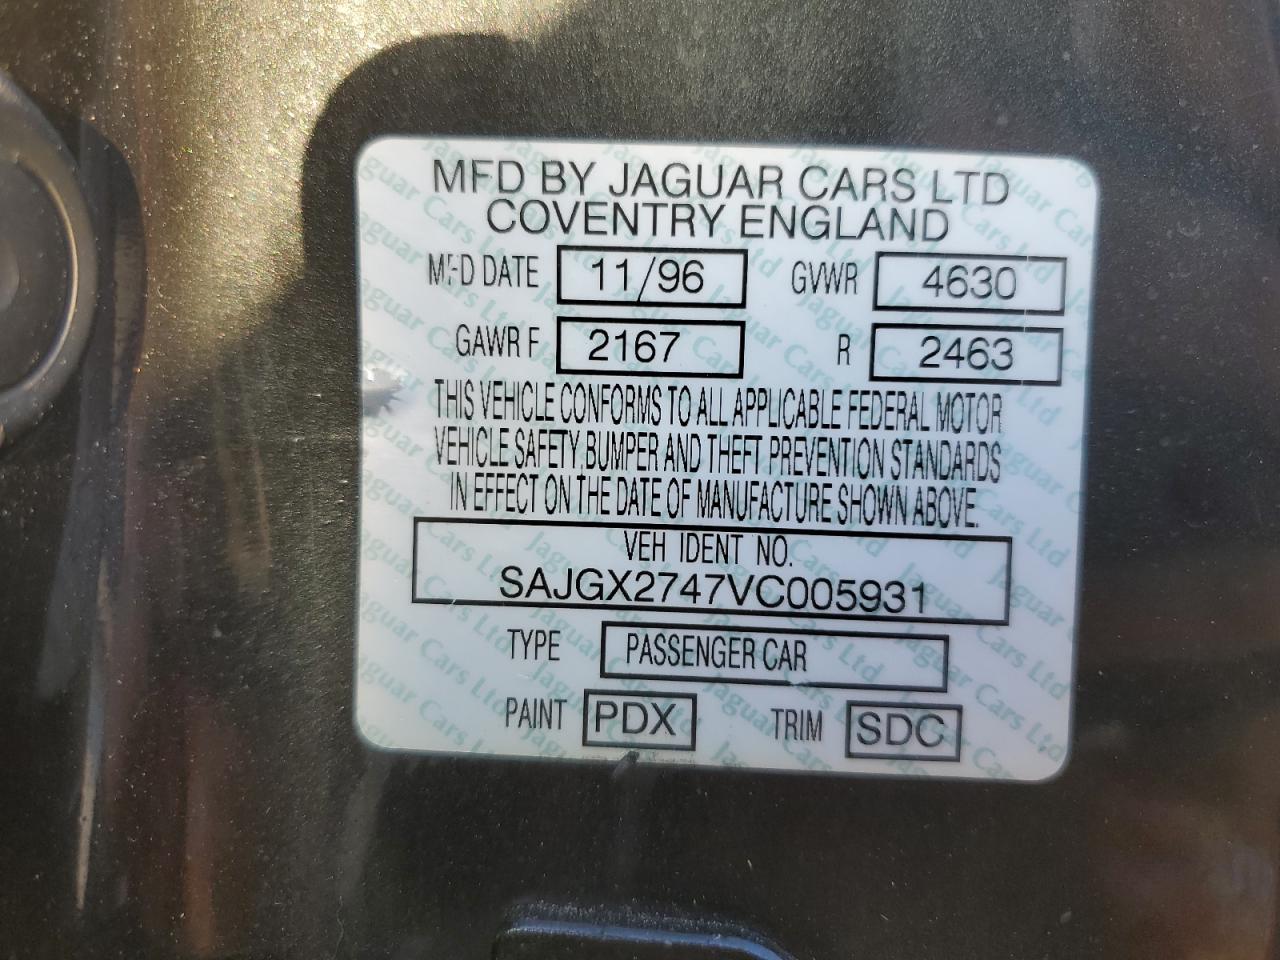 MFD BY JAGUAR CARS LTD
COVENTRY ENGLAND
MFD DATE 11/96 GVWR 4630
GAWR F 2167 R 2463
THIS VEHICLE CONFORMS TO ALL APPLICABLE FEDERAL MOTOR
VEHICLE SAFETY, BUMPER AND THEFT PREVENTION STANDARDS
IN EFFECT ON THE DATE OF MANUFACTURE SHOWN ABOVE.
VEH IDENT NO.
SAJGX2747VC005931
TYPE PASSENGER CAR
PAINT PDX TRIM SDC